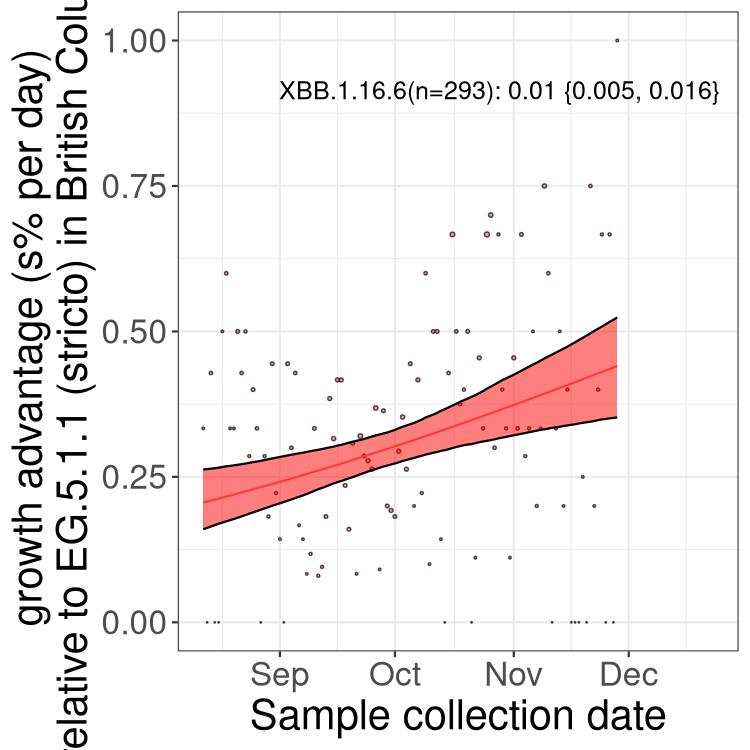 growth advantage (s% per day)
relative to EG.5.1.1 (stricto) in British Colu
1.00
0.75
0.50
0.25
0.00
XBB.1.16.6(n=293): 0.01 {0.005, 0.016}
Sep Oct Nov Dec
Sample collection date